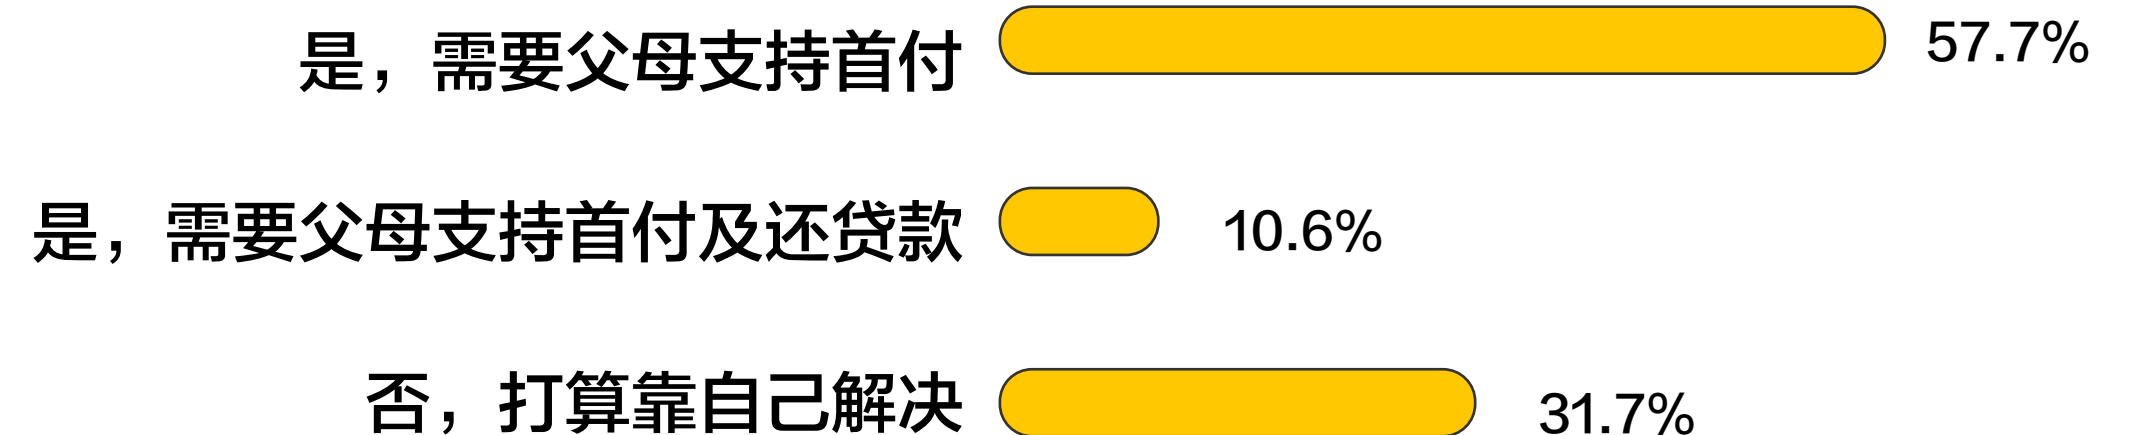 是，需要父母支持首付 57.7%
是，需要父母支持首付及还贷款 10.6%
否，打算靠自己解决 31.7%